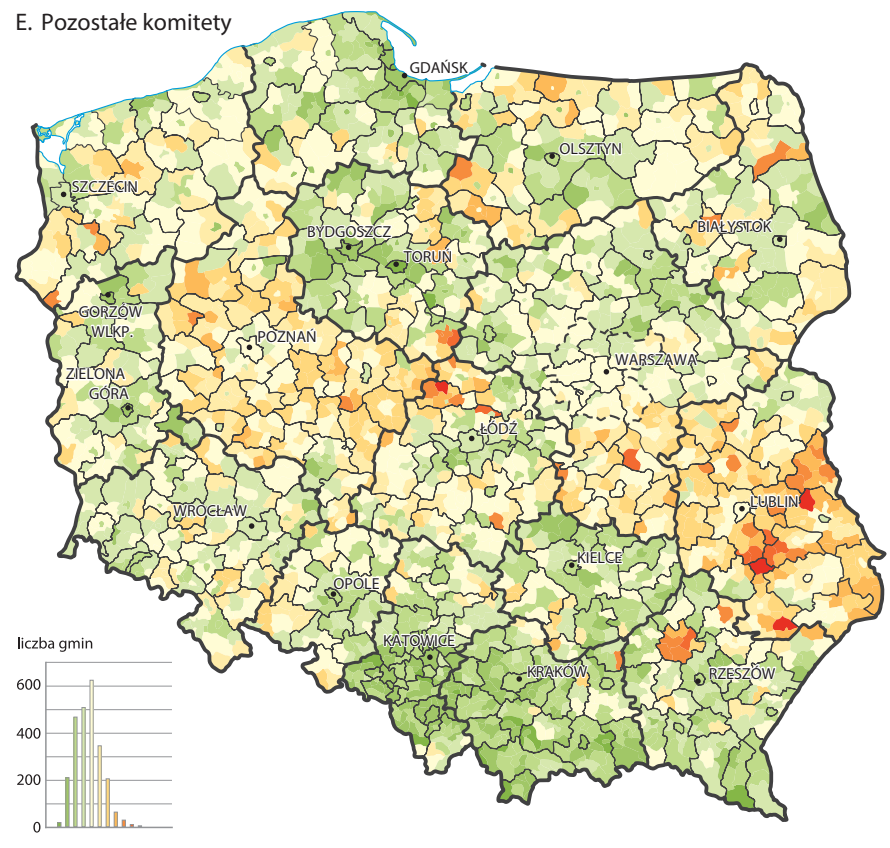 E. Pozostałe komitety
GDAŃSK
OLSZTYN
SZCZECIN
BIAŁYSTOK
BYDGOSZCZ
TORUŃ
GORZÓW
WLKP.
POZNAŃ
WARSZAWA
ZIELONA
GÓRA
ŁÓDŹ
LUBLIN
WROCŁAW
KIELCE
OPOLE
KATOWICE
KRAKÓW
RZESZÓW
liczba gmin
600
400
200
0